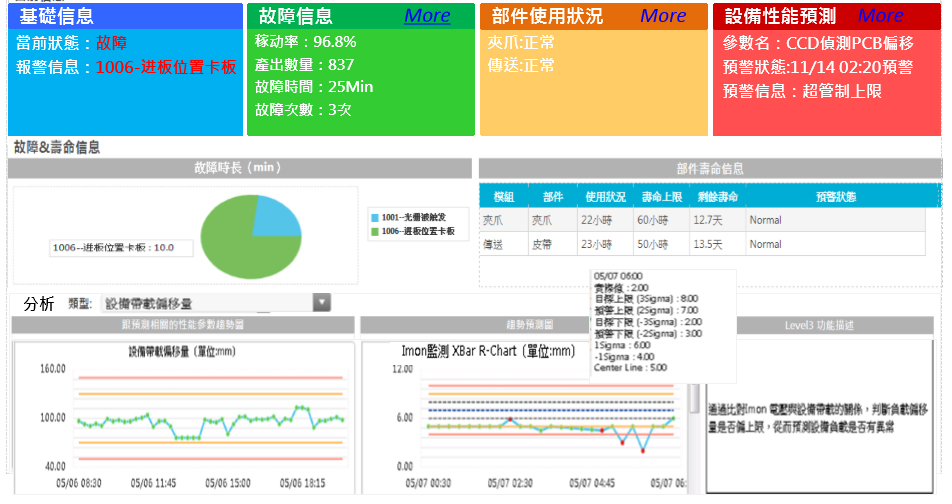 基礎信息
當前狀態：故障
報警信息：1006-进板位置卡板
故障信息 More
稼动率：96.8%
產出數量：837
故障時間：25Min
故障次數：3次
部件使用狀況 More
夾爪:正常
傳送:正常
設備性能預測 More
參數名：CCD偵測PCB偏移
預警狀態:11/14 02:20預警
預警信息：超管制上限
故障&壽命信息
故障時長（min）
1006--进板位置卡板 : 10.0
1001--光栅被触发
1006--进板位置卡板
部件壽命信息
模組 部件 使用狀況 壽命上限 剩餘壽命 預警狀態
夾爪 夾爪 22小時 60小時 12.7天 Normal
傳送 皮帶 23小時 50小時 13.5天 Normal
分析 類型: 設備帶載偏移量
跟預測相關的性能參數趨勢圖
設備帶載偏移量（單位:mm）
160.00
100.00
40.00
05/06 08:30 05/06 11:45 05/06 15:00 05/06 18:15
趨勢預測圖
Imon監測 XBar R-Chart（單位:mm）
12.00
6.00
0.00
05/07 00:30 05/07 02:30 05/07 04:45 05/07 06:
05/07 06:00
實際值 : 2.00
目標上限 (3Sigma) : 8.00
預警上限 (2Sigma) : 7.00
目標下限 (-3Sigma) : 2.00
預警下限 (-2Sigma) : 3.00
1Sigma : 6.00
-1Sigma : 4.00
Center Line : 5.00
Level3 功能描述
通過比對Imon 電壓與設備帶載的關係，判斷負載偏移
量是否偏上限，從而預測設備負載是否有異常